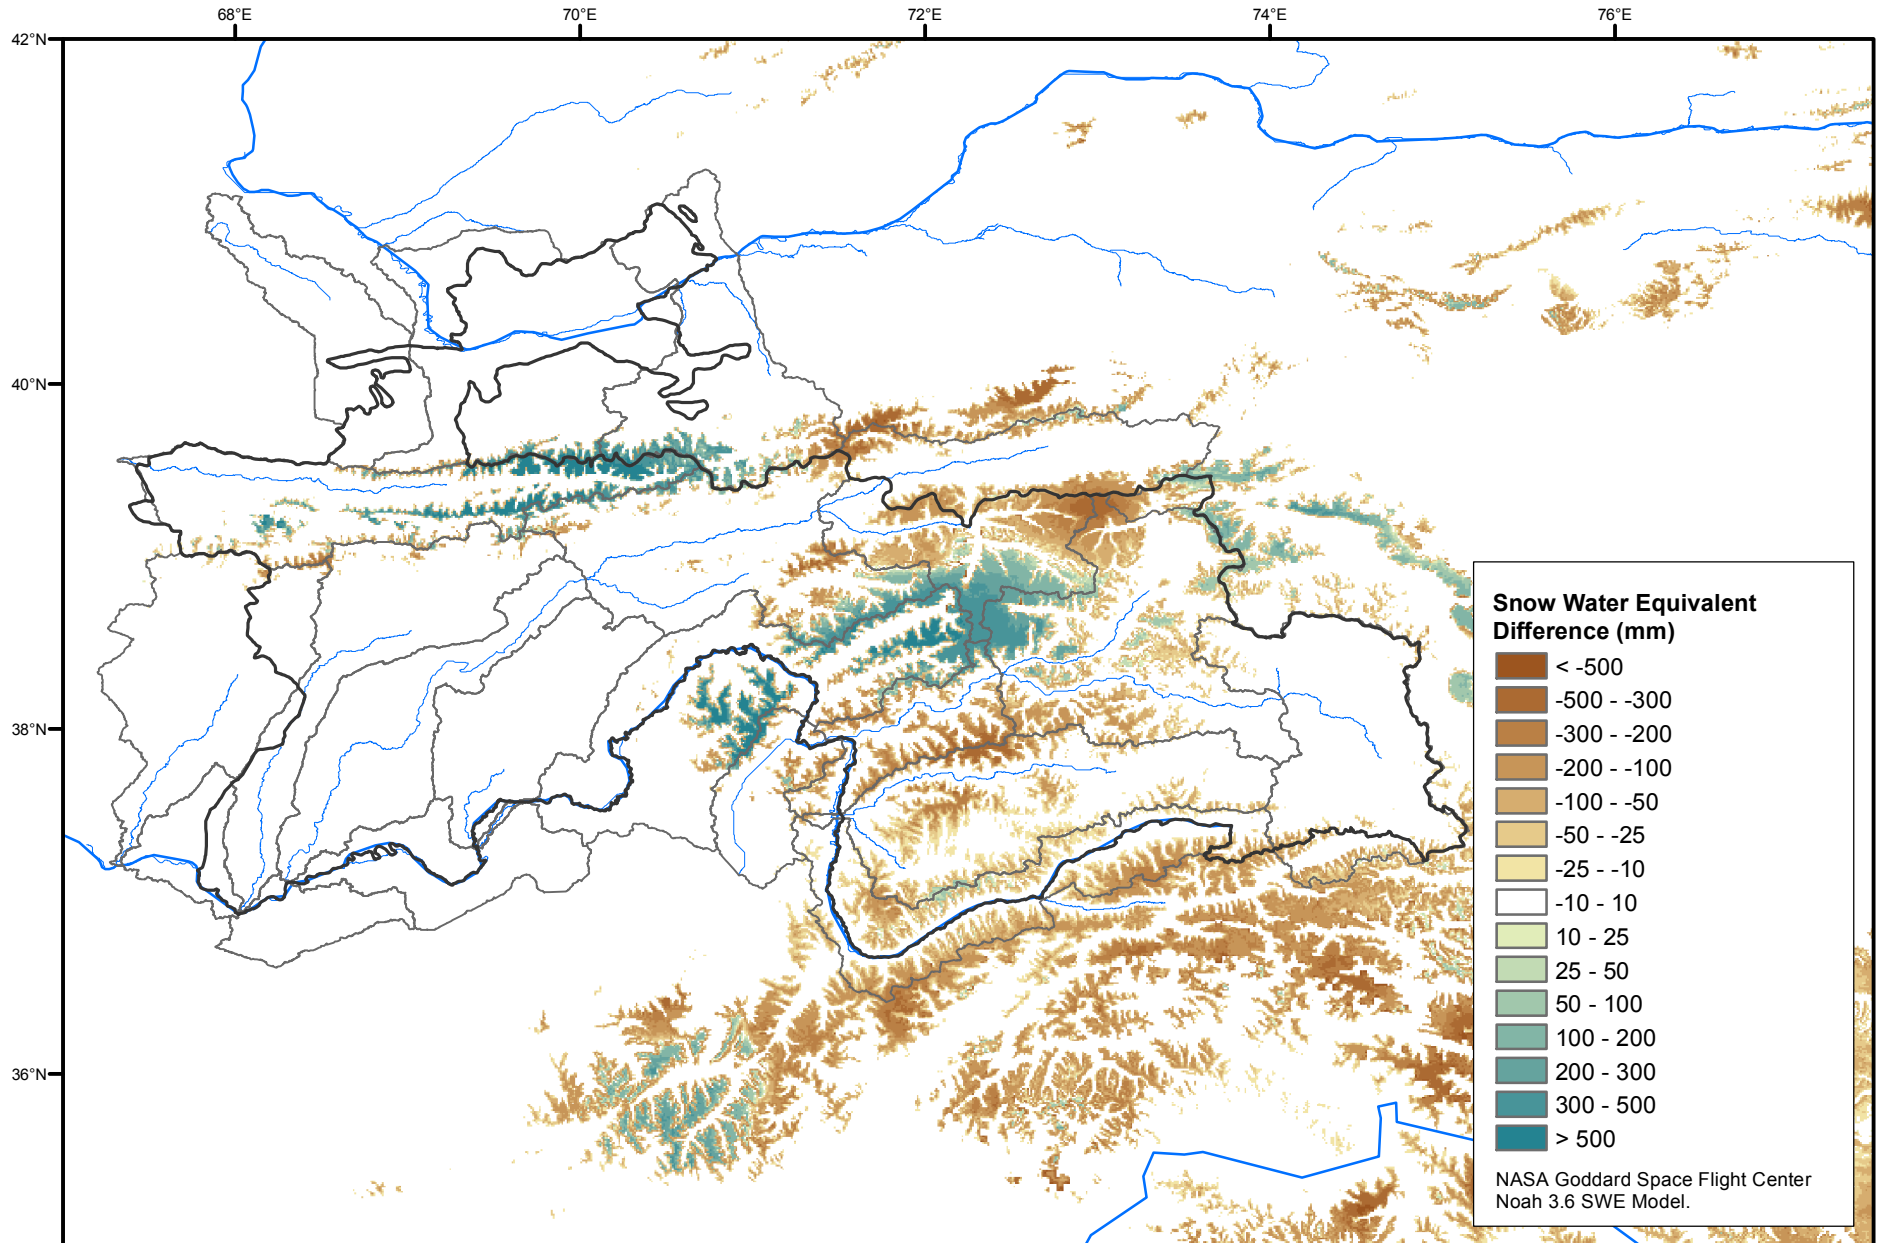 68°E
70°E
72°E
74°E
76°E
42°N
40°N
38°N
36°N
Snow Water Equivalent
Difference (mm)
< -500
-500 - -300
-300 - -200
-200 - -100
-100 - -50
-50 - -25
-25 - -10
-10 - 10
10 - 25
25 - 50
50 - 100
100 - 200
200 - 300
300 - 500
> 500
NASA Goddard Space Flight Center
Noah 3.6 SWE Model.